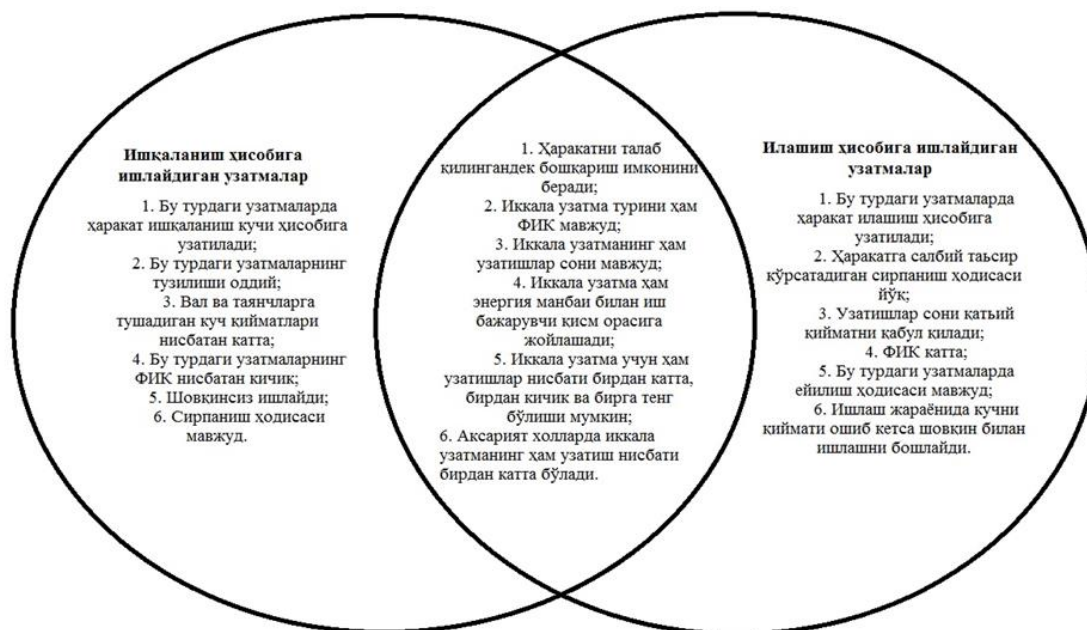 Ишқаланиш ҳисобига
ишлайдиган узатмалар
1. Бу турдаги узатмаларда
ҳаракат ишқаланиш кучи ҳисобига
узатилади;
2. Бу турдаги узатмаларнинг
тузилиши оддий;
3. Вал ва таянчларга
тушадиган куч қийматлари
нисбатан катта;
4. Бу турдаги узатмаларнинг
ФИК нисбатан кичик;
5. Шовқинсиз ишлайди;
6. Сирпаниш ҳодисаси
мавжуд.
1. Ҳаракатни талаб
қилингандек бошқариш имконини
беради;
2. Иккала узатма турини ҳам
ФИК мавжуд;
3. Иккала узатманинг ҳам
узатишлар сони мавжуд;
4. Иккала узатма ҳам
энергия манбаи билан иш
бажарувчи қисм орасига
жойлашади;
5. Иккала узатма учун ҳам
узатишлар нисбати бирдан катта,
бирдан кичик ва бирга тенг
бўлиши мумкин;
6. Аксарият холларда иккала
узатманинг ҳам узатиш нисбати
бирдан катта бўлади.
Илашиш ҳисобига ишлайдиган
узатмалар
1. Бу турдаги узатмаларда
ҳаракат илашиш ҳисобига
узатилади;
2. Ҳаракатга салбий таьсир
кўрсатадиган сирпаниш ҳодисаси
йўқ;
3. Узатишлар сони қатьий
қийматни қабул қилади;
4. ФИК катта;
5. Бу турдаги узатмаларда
ейилиш ҳодисаси мавжуд;
6. Ишлаш жараёнида кучни
қиймати ошиб кетса шовқин билан
ишлашни бошлайди.